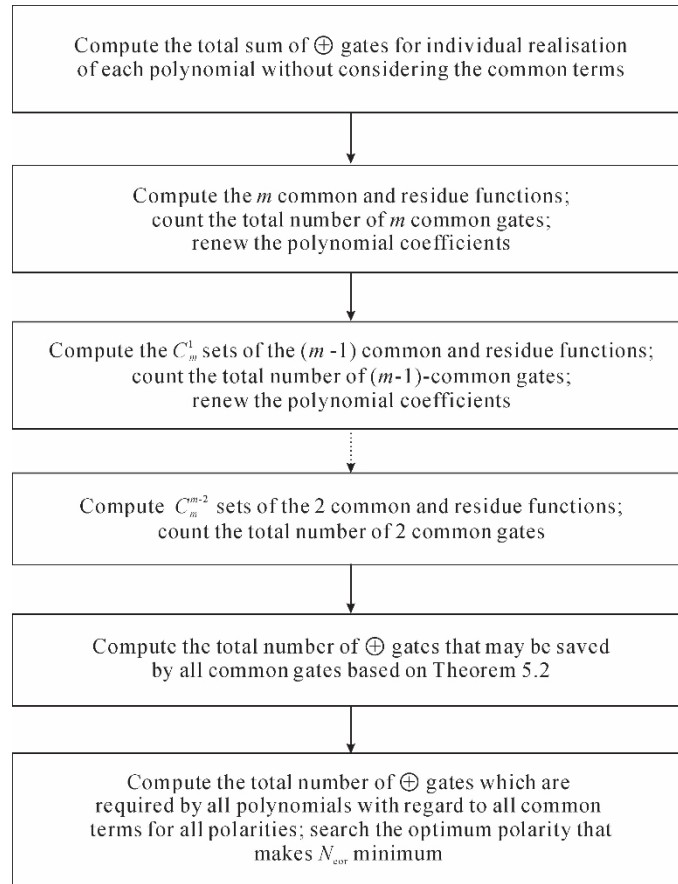 Compute the total sum of ⊕ gates for individual realisation
of each polynomial without considering the common terms
Compute the m common and residue functions;
count the total number of m common gates;
renew the polynomial coefficients
Compute the C_m^1 sets of the (m -1) common and residue functions;
count the total number of (m-1)-common gates;
renew the polynomial coefficients
Compute C_m^{m-2} sets of the 2 common and residue functions;
count the total number of 2 common gates
Compute the total number of ⊕ gates that may be saved
by all common gates based on Theorem 5.2
Compute the total number of ⊕ gates which are
required by all polynomials with regard to all common
terms for all polarities; search the optimum polarity that
makes N_eor minimum